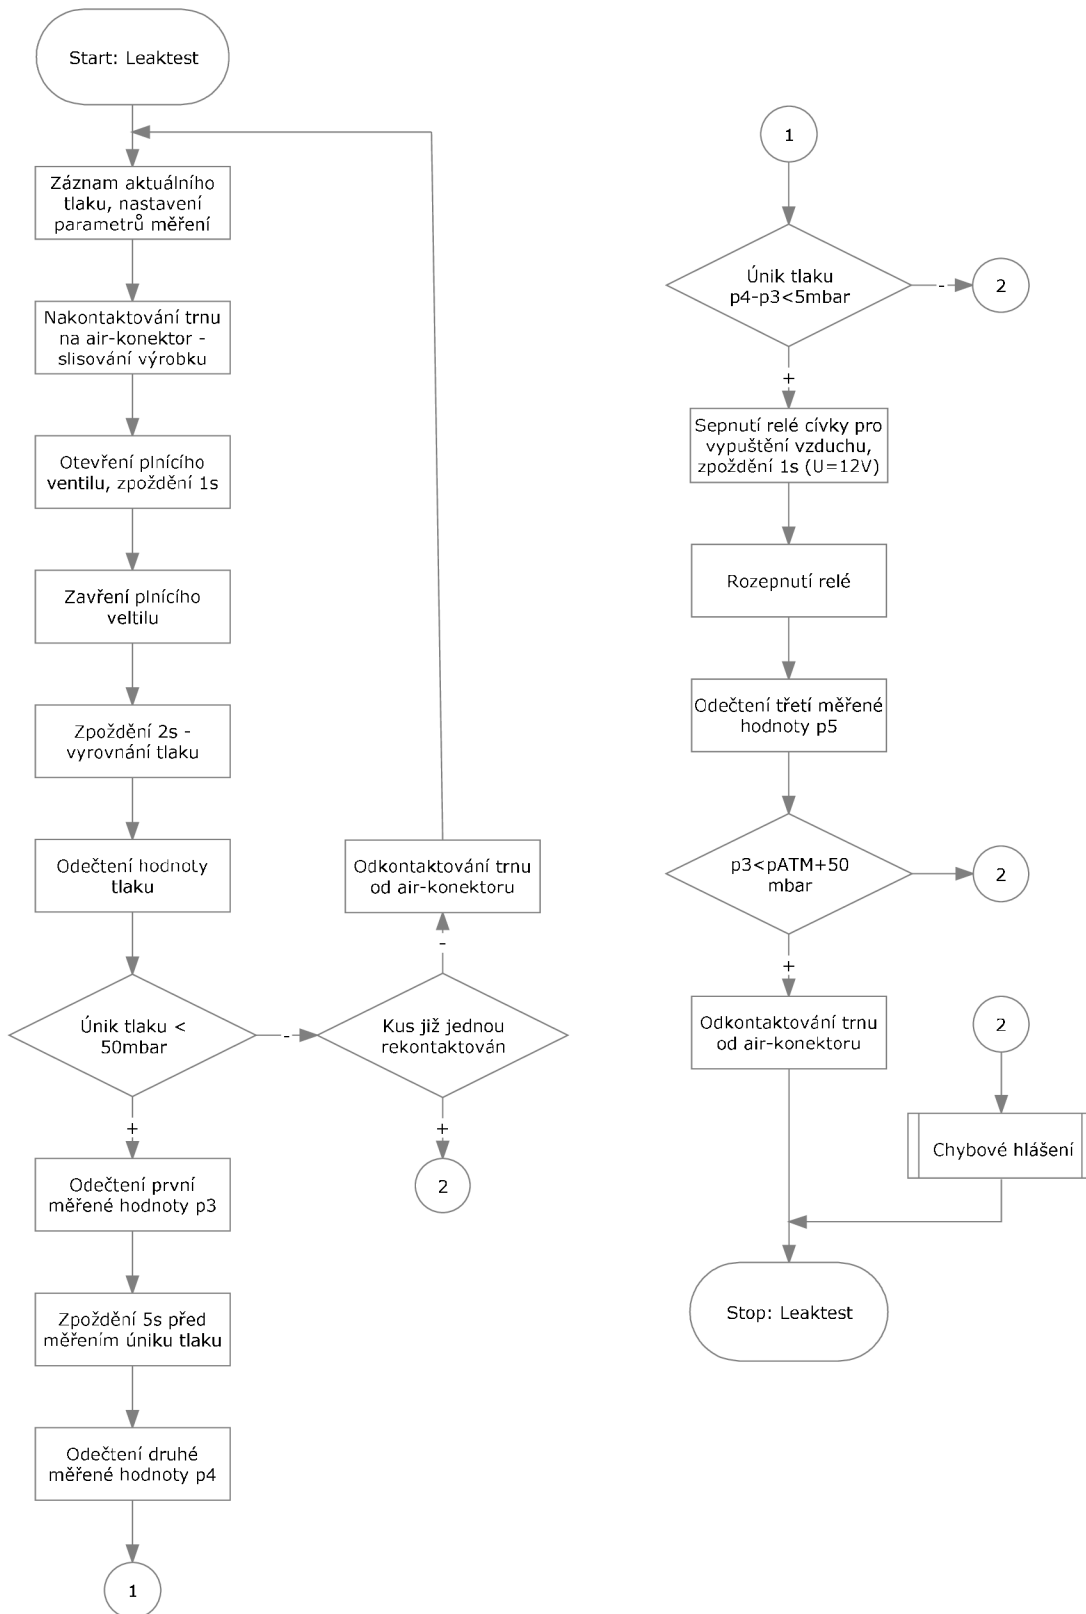 Start: Leaktest
Záznam aktuálního
tlaku, nastavení
parametrů měření
Nakontaktování trnu
na air-konektor -
slisování výrobku
Otevření plnícího
ventilu, zpoždění 1s
Zavření plnícího
veltilu
Zpoždění 2s -
vyrovnání tlaku
Odečtení hodnoty
tlaku
Odkontaktování trnu
od air-konektoru
-
Únik tlaku <
50mbar
-
Kus již jednou
rekontaktován
+
+
2
Odečtení první
měřené hodnoty p3
Zpoždění 5s před
měřením úniku tlaku
Odečtení druhé
měřené hodnoty p4
1
1
Únik tlaku
p4-p3<5mbar
-
2
+
Sepnutí relé cívky pro
vypuštění vzduchu,
zpoždění 1s (U=12V)
Rozepnutí relé
Odečtení třetí měřené
hodnoty p5
p3<pATM+50
mbar
2
+
Odkontaktování trnu
od air-konektoru
2
Chybové hlášení
Stop: Leaktest